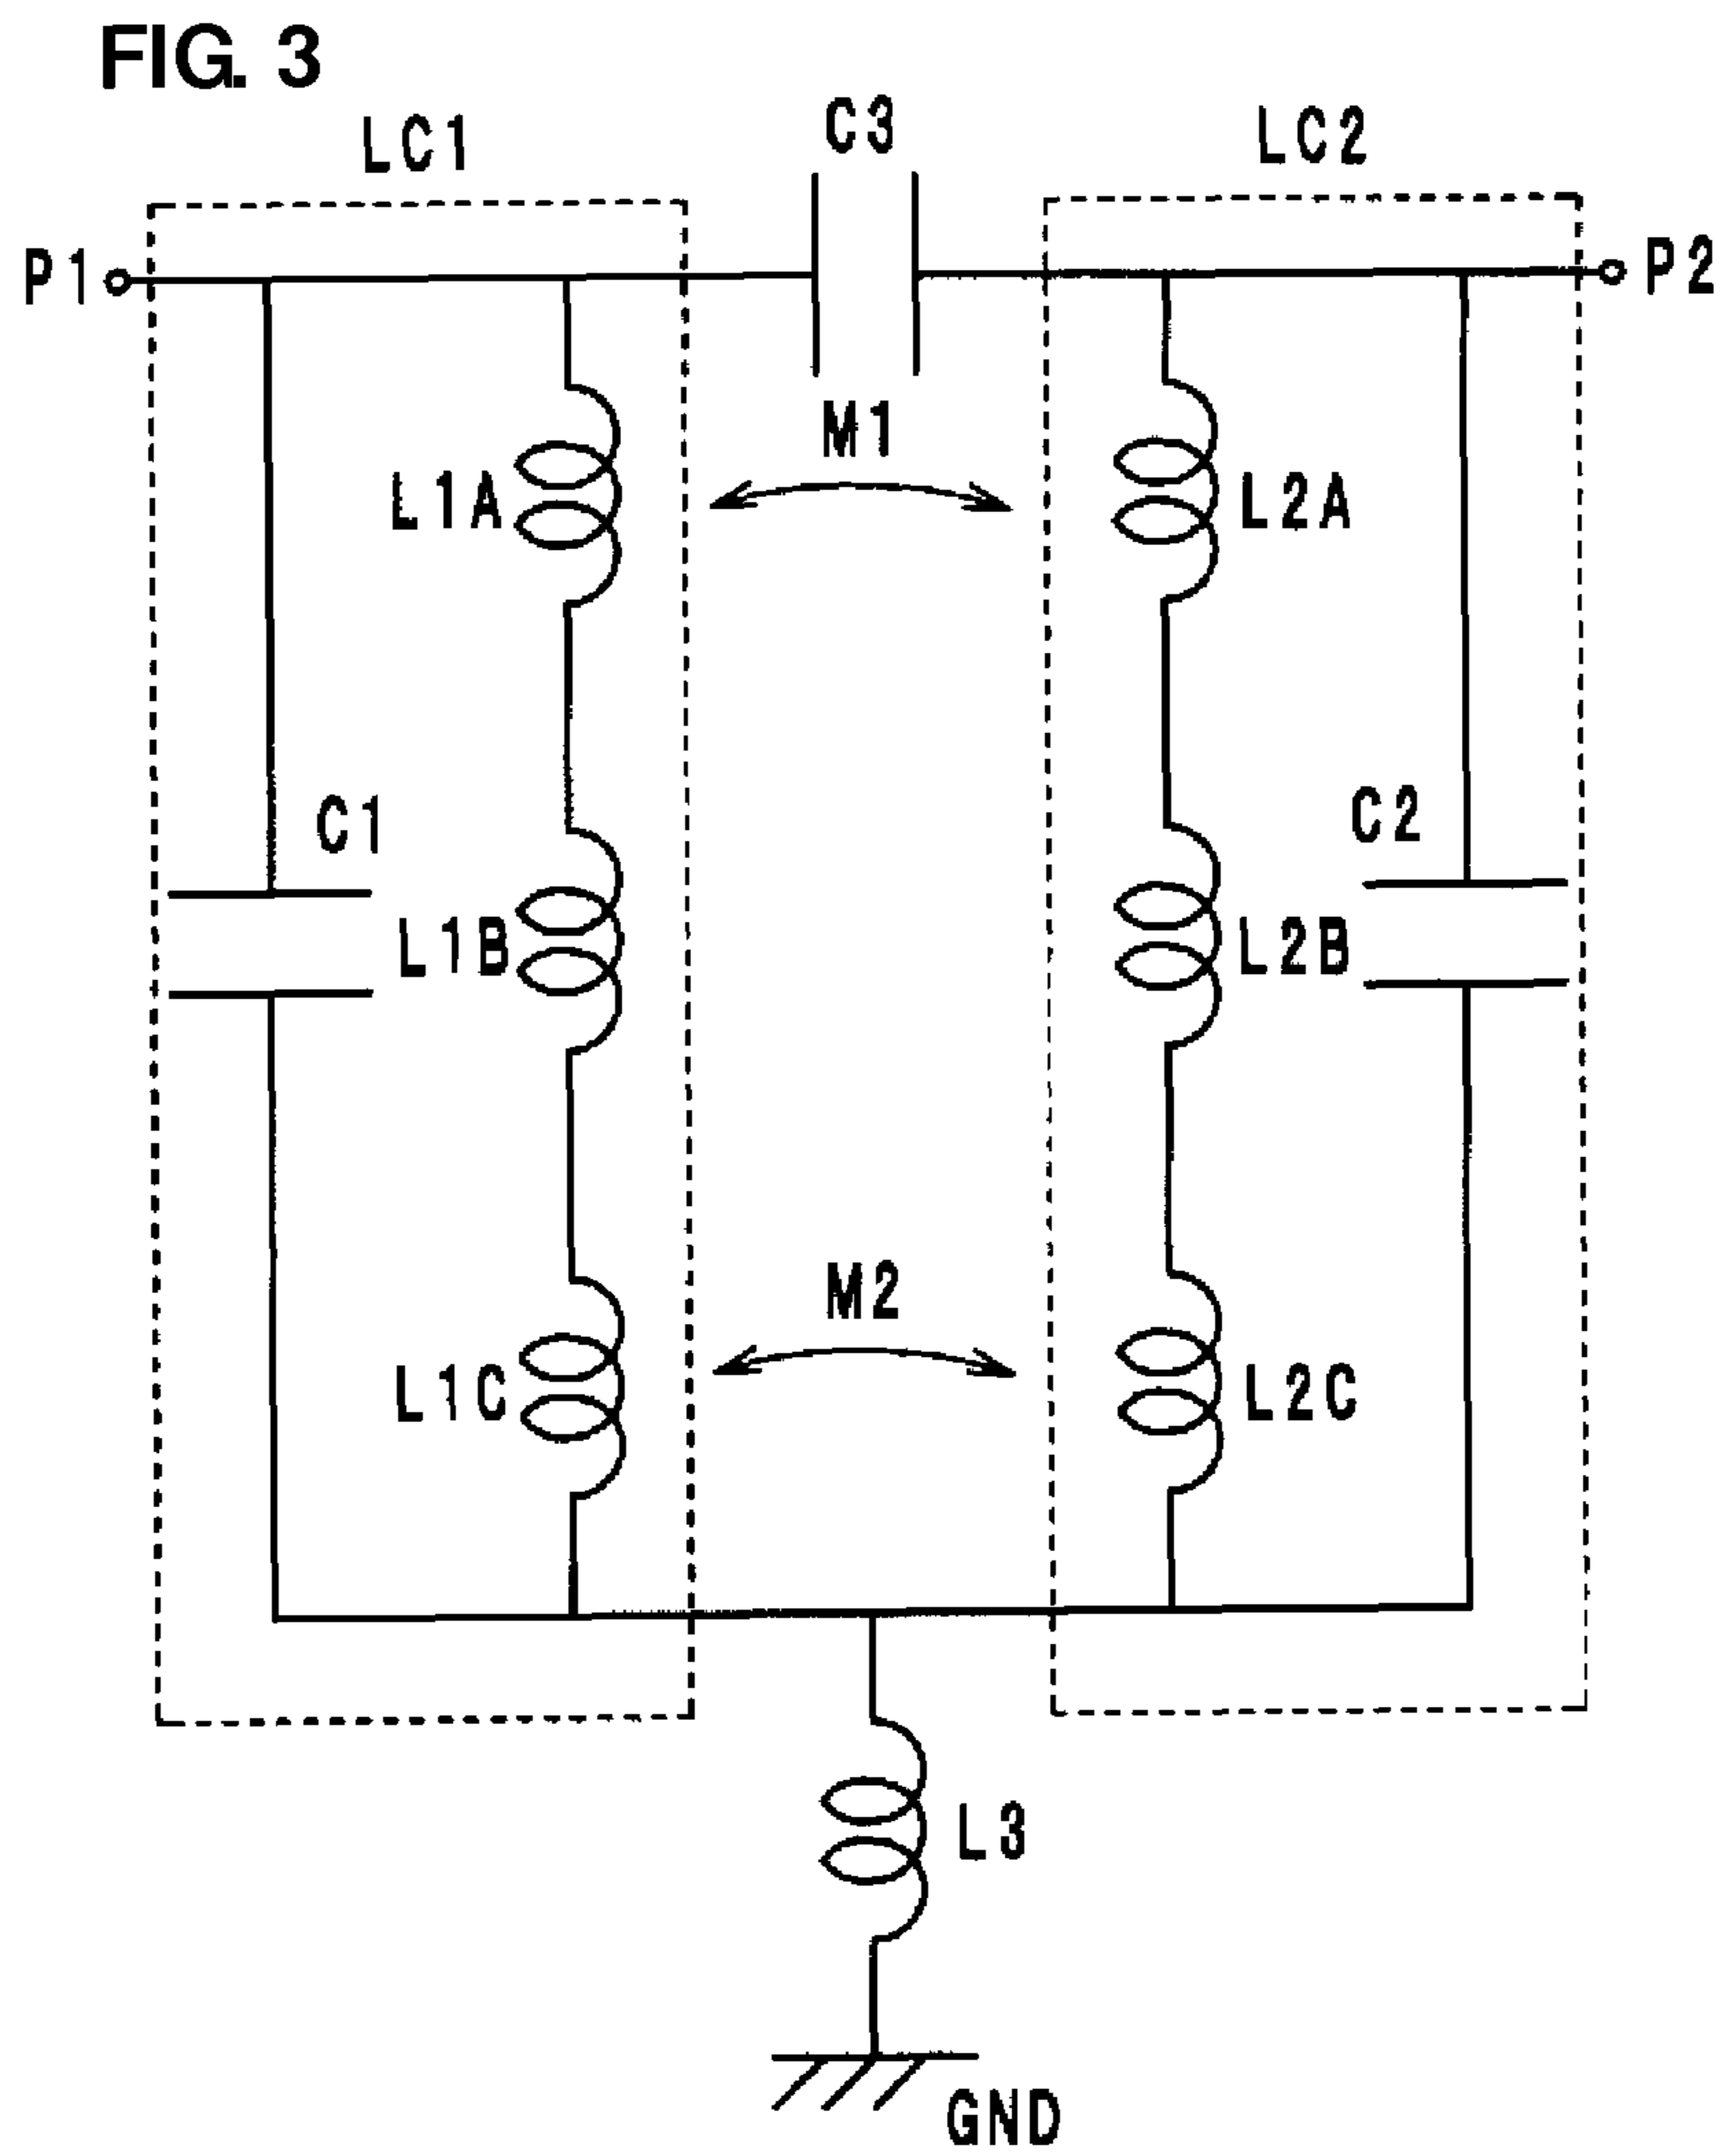 FIG. 3
LC1
C3
LC2
P1
P2
M1
L1A
L2A
C1
C2
L1B
L2B
M2
L1C
L2C
L3
GND